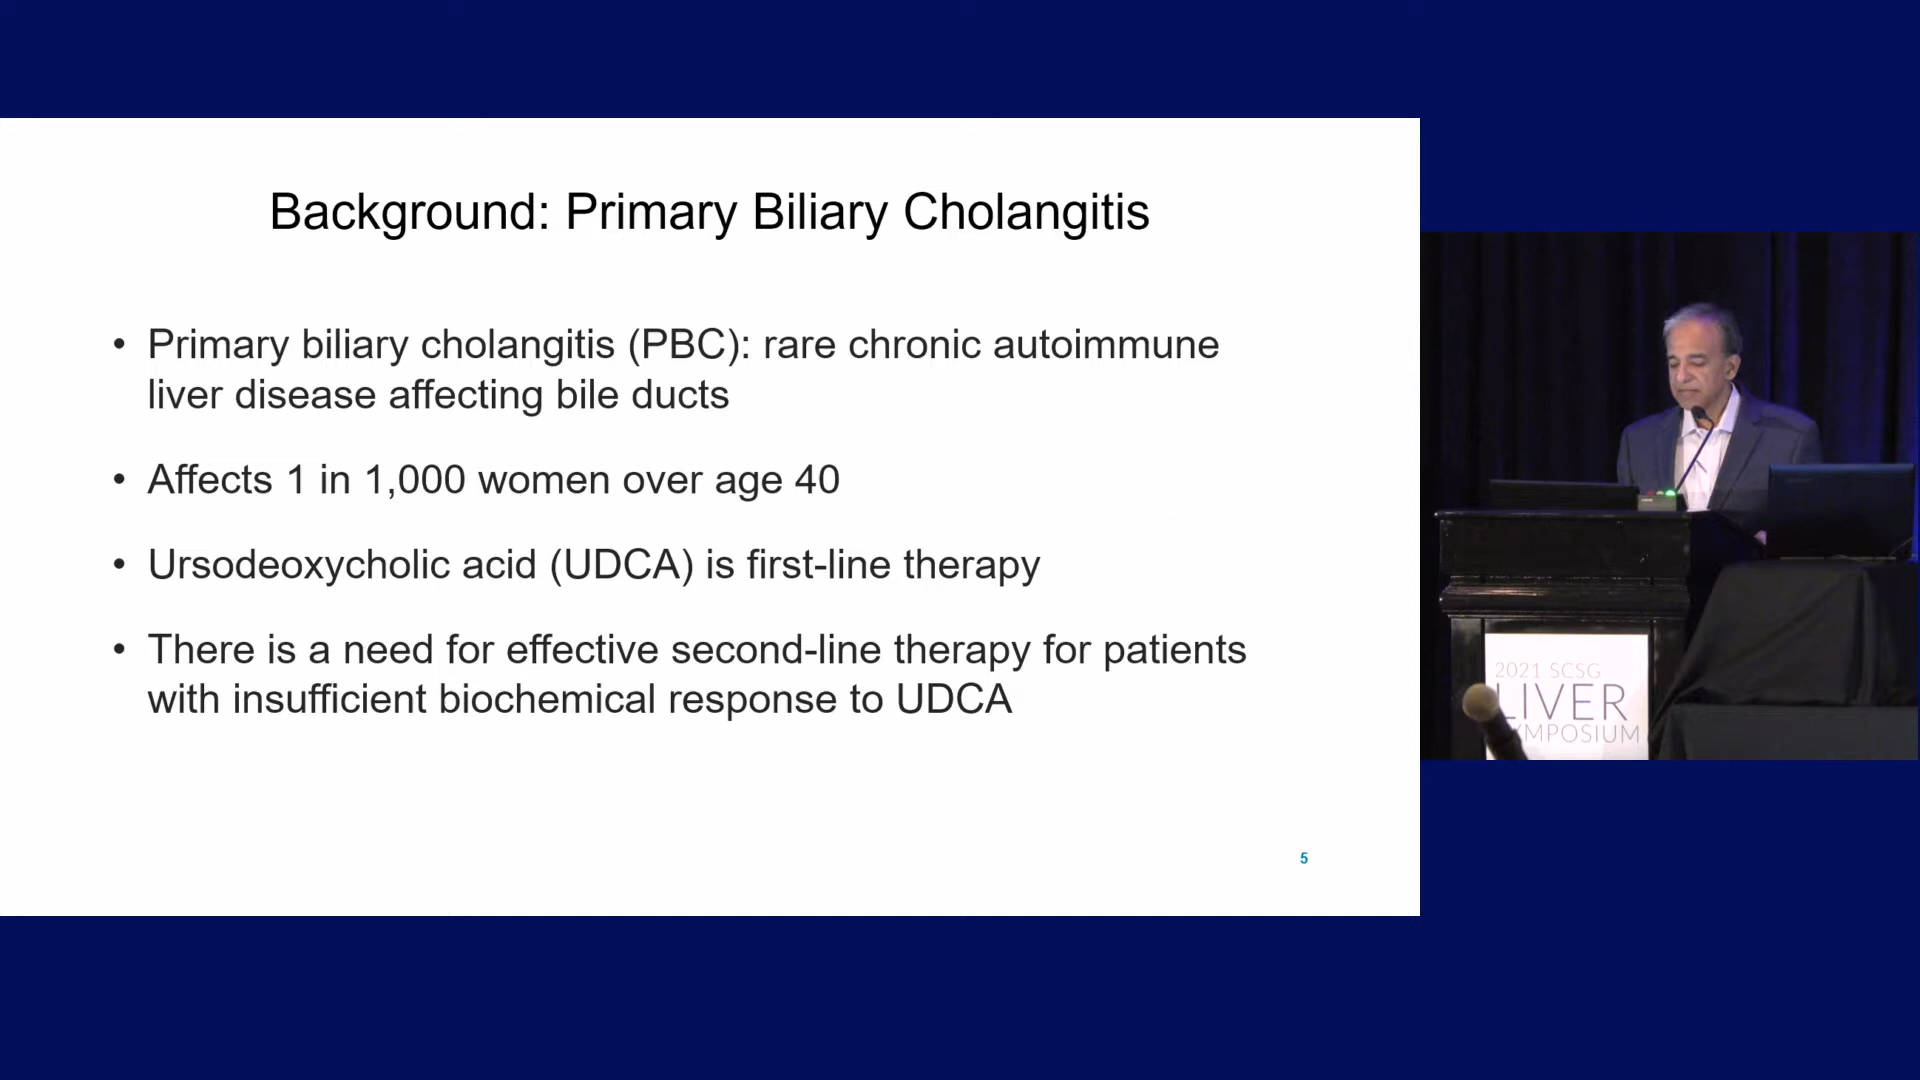 Background: Primary Biliary Cholangitis
• Primary biliary cholangitis (PBC): rare chronic autoimmune
liver disease affecting bile ducts
• Affects 1 in 1,000 women over age 40
• Ursodeoxycholic acid (UDCA) is first-line therapy
• There is a need for effective second-line therapy for patients
with insufficient biochemical response to UDCA
5
2021 SCSG
LIVER
YMPOSIUM